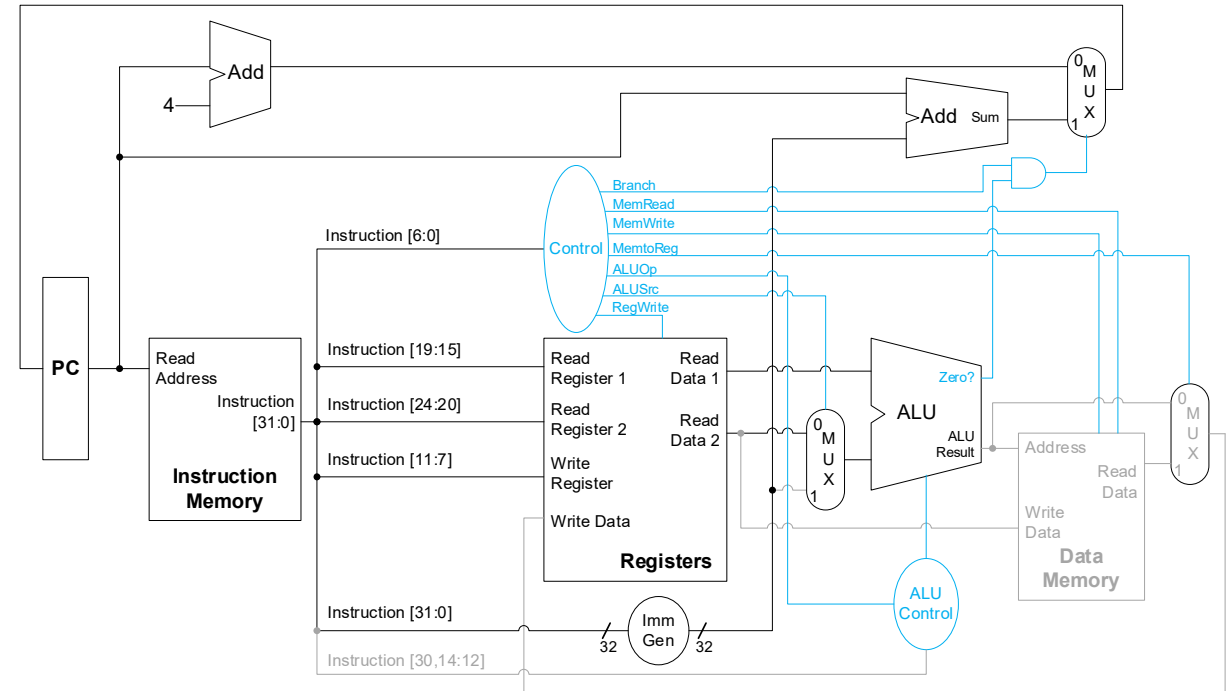 0
M
U
X
1
Add
4
Add Sum
Branch
MemRead
MemWrite
MemtoReg
ALUOp
ALUSrc
RegWrite
Control
Instruction [6:0]
PC
Read
Address
Instruction
[31:0]
Instruction
Memory
Instruction [19:15]
Instruction [24:20]
Instruction [11:7]
Read
Register 1
Read
Register 2
Write
Register
Write Data
Read
Data 1
Read
Data 2
Registers
0
M
U
X
1
Zero?
ALU
ALU
Result
Address
Read
Data
Write
Data
Data
Memory
0
M
U
X
1
ALU
Control
Instruction [31:0]
32
Imm
Gen
32
Instruction [30,14:12]